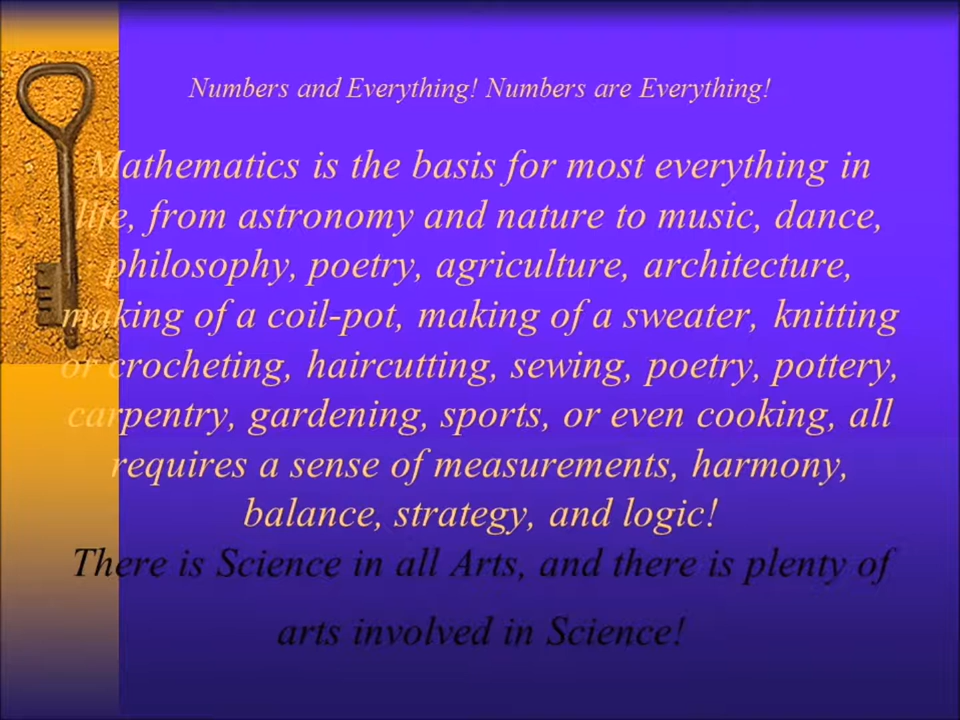 Numbers and Everything! Numbers are Everything!
Mathematics is the basis for most everything in
life, from astronomy and nature to music, dance,
philosophy, poetry, agriculture, architecture,
making of a coil-pot, making of a sweater, knitting
or crocheting, haircutting, sewing, poetry, pottery,
carpentry, gardening, sports, or even cooking, all
requires a sense of measurements, harmony,
balance, strategy, and logic!
There is Science in all Arts, and there is plenty of
arts involved in Science!